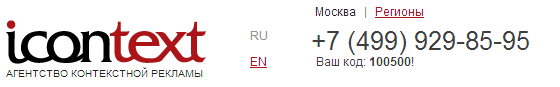 icontext
АГЕНТСТВО КОНТЕКСТНОЙ РЕКЛАМЫ
RU
EN
Москва | Регионы
+7 (499) 929-85-95
Ваш код: 100500!